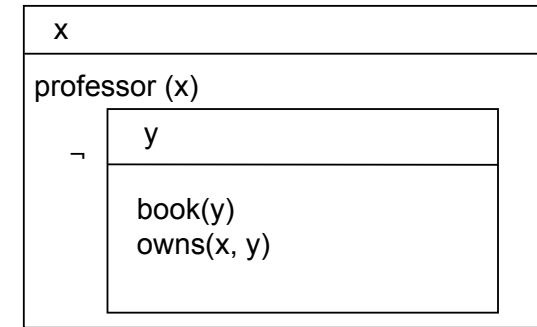 x
professor (x)
¬
y
book(y)
owns(x, y)